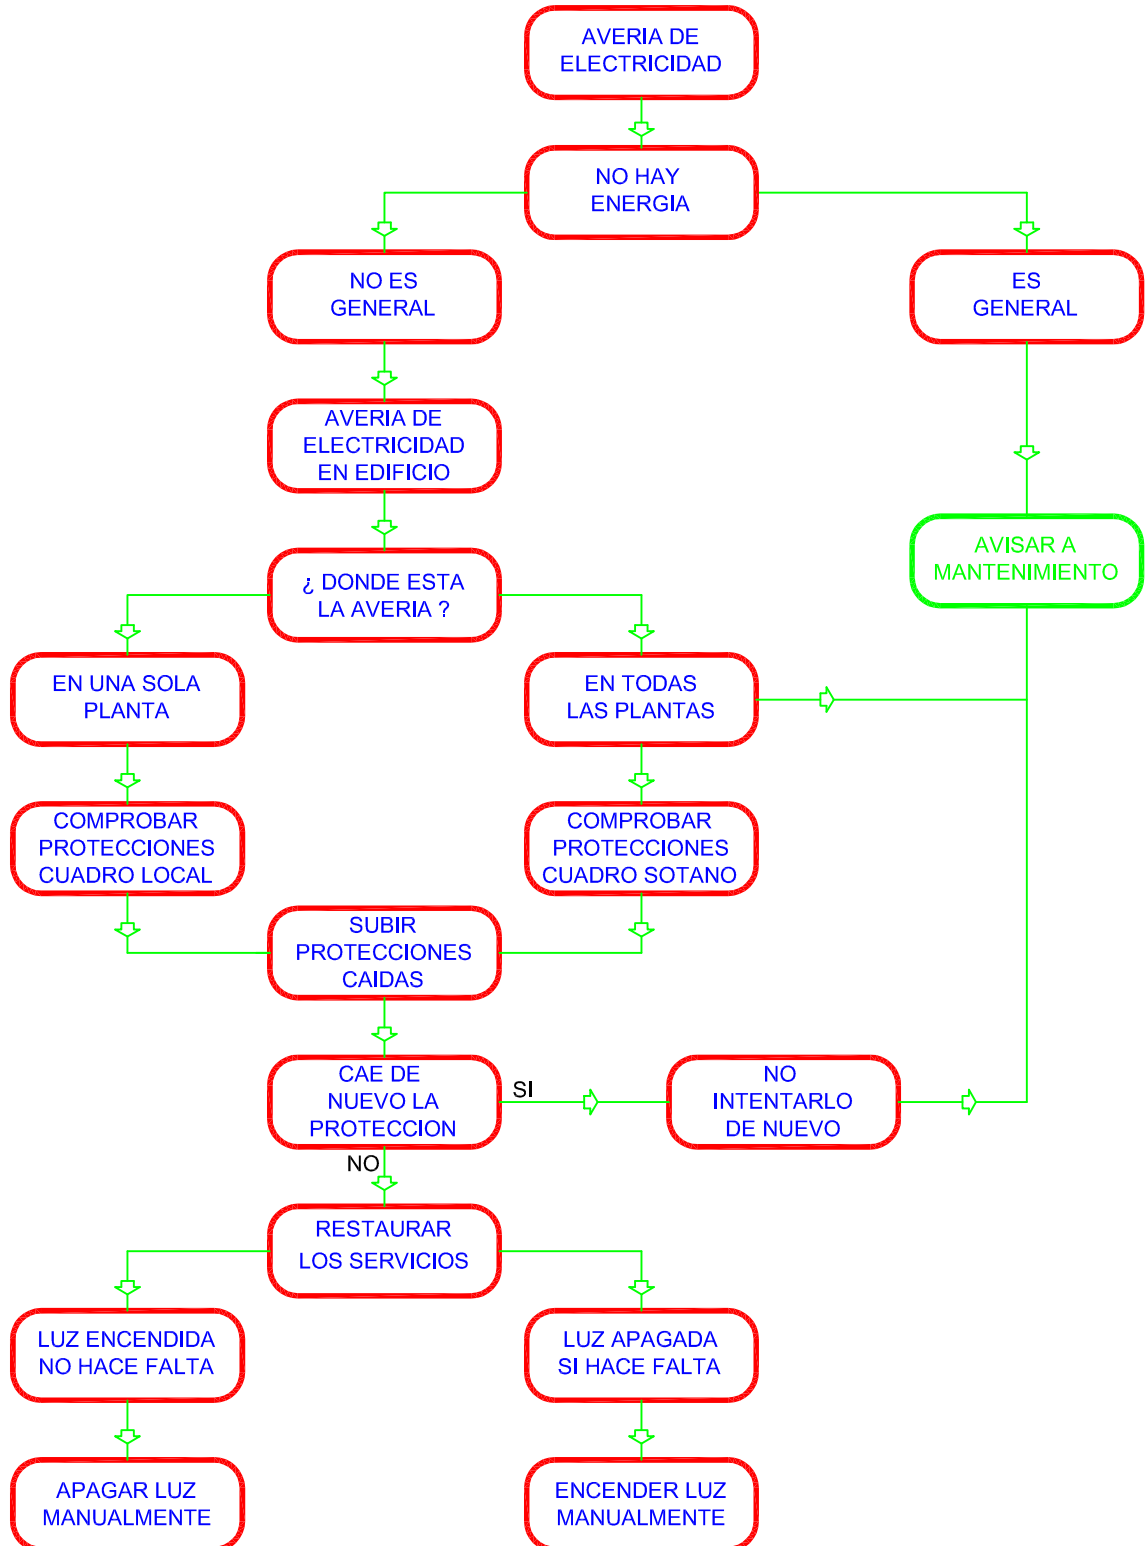 AVERIA DE
ELECTRICIDAD
NO HAY
ENERGIA
NO ES
GENERAL
ES
GENERAL
AVERIA DE
ELECTRICIDAD
EN EDIFICIO
AVISAR A
MANTENIMIENTO
¿ DONDE ESTA
LA AVERIA ?
EN UNA SOLA
PLANTA
EN TODAS
LAS PLANTAS
COMPROBAR
PROTECCIONES
CUADRO LOCAL
COMPROBAR
PROTECCIONES
CUADRO SOTANO
SUBIR
PROTECCIONES
CAIDAS
CAE DE
NUEVO LA
PROTECCION
SI
NO
INTENTARLO
DE NUEVO
NO
RESTAURAR
LOS SERVICIOS
LUZ ENCENDIDA
NO HACE FALTA
LUZ APAGADA
SI HACE FALTA
APAGAR LUZ
MANUALMENTE
ENCENDER LUZ
MANUALMENTE